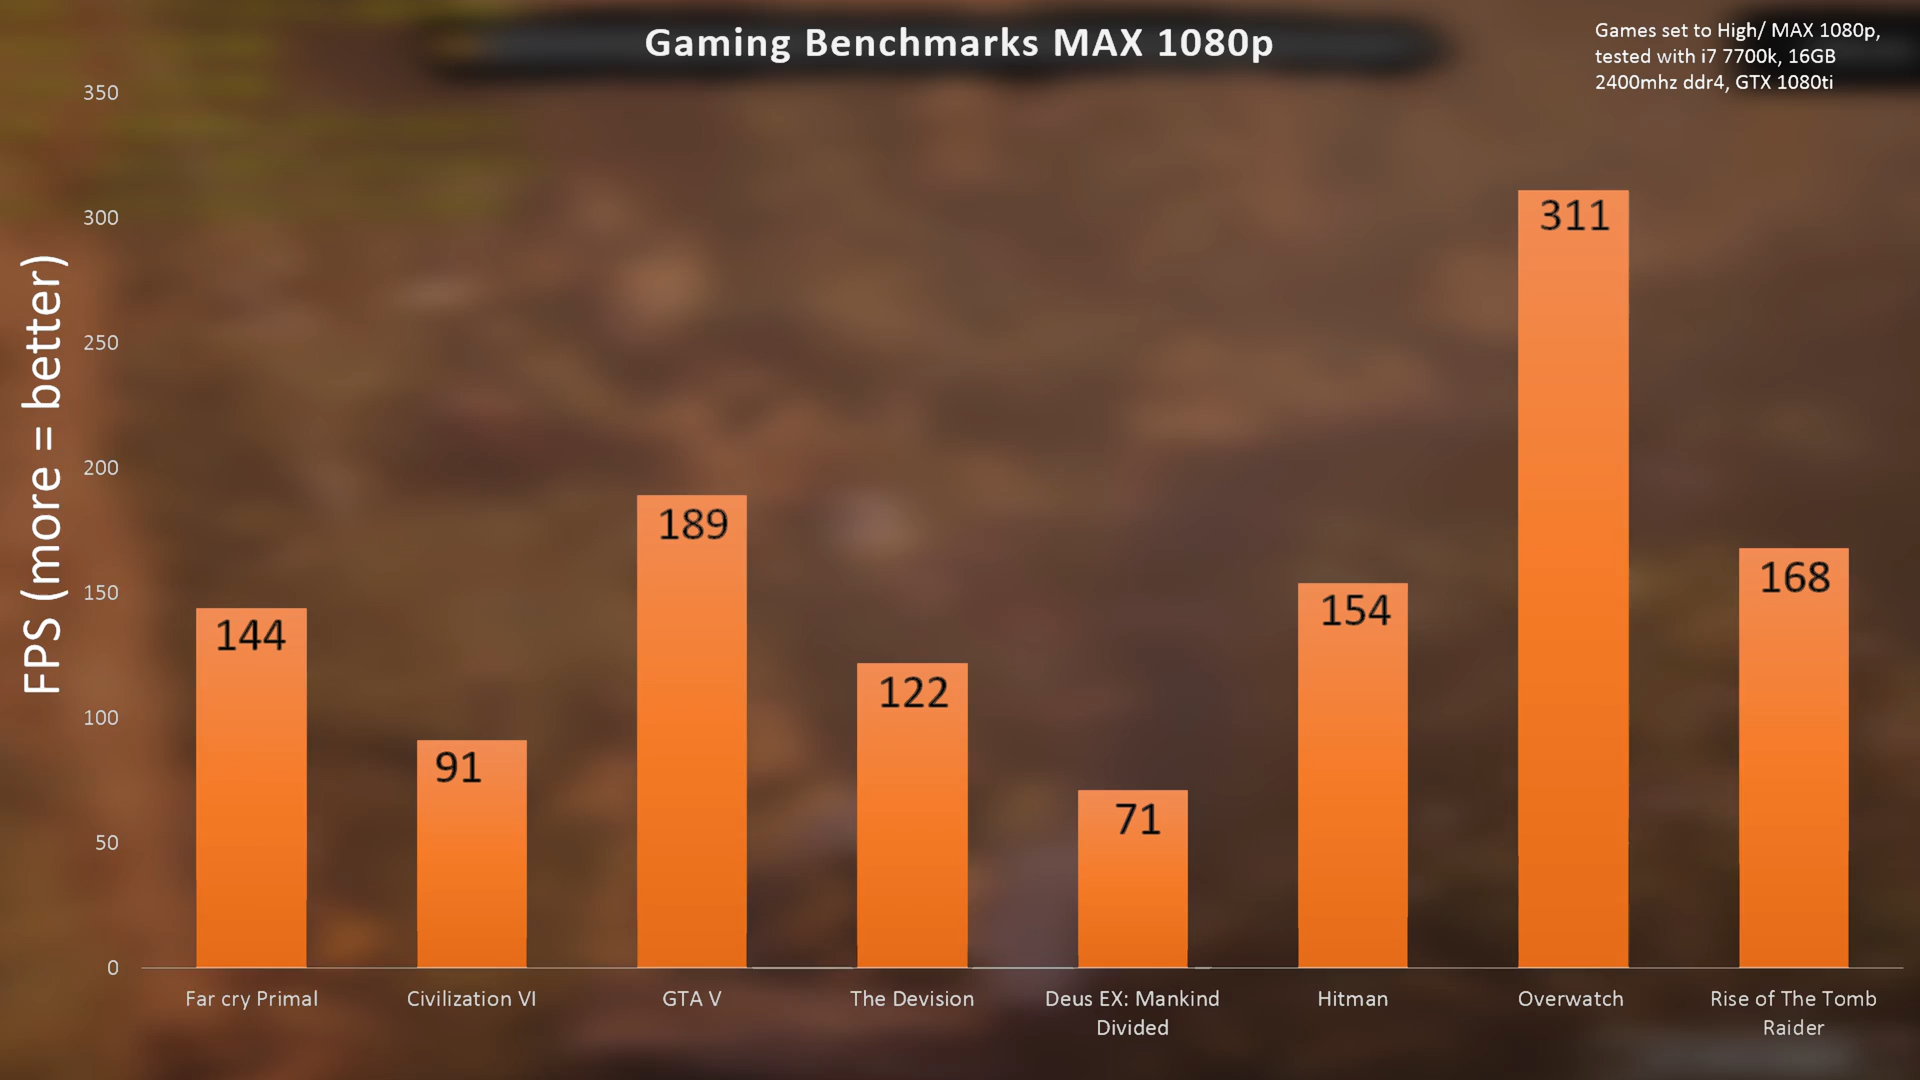 Gaming Benchmarks MAX 1080p
Games set to High/ MAX 1080p,
tested with i7 7700k, 16GB
2400mhz ddr4, GTX 1080ti
FPS (more = better)
350
300
250
200
150
100
50
0
144
91
189
122
71
154
311
168
Far cry Primal
Civilization VI
GTA V
The Devision
Deus EX: Mankind
Divided
Hitman
Overwatch
Rise of The Tomb
Raider